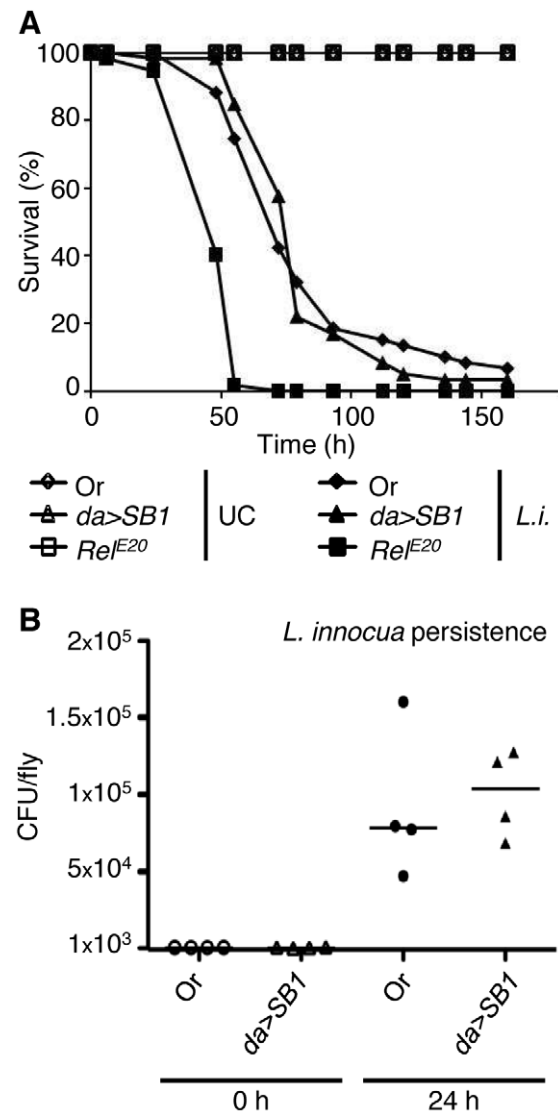 A
100
80
60
40
20
0
Survival (%)
0 50 100 150
Time (h)
Or
da>SB1
Rel^E20
UC
Or
da>SB1
Rel^E20
L.i.
B
L. innocua persistence
2x10^5
1.5x10^5
1x10^5
5x10^4
1x10^3
CFU/fly
Or da>SB1 Or da>SB1
0 h 24 h